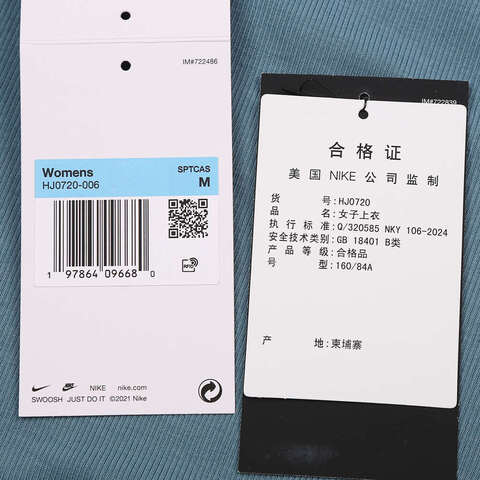 IM#722486
Womens
HJ0720-006
SPTCAS
M
1 97864 09668 0
RFID
NIKE
nike.com
SWOOSH JUST DO IT ©2021 Nike
IM#722839
合格证
美国 NIKE 公司监制
货号:HJ0720
品名:女子上衣
执行标准:Q/320585 NKY 106-2024
安全技术类别:GB 18401 B类
产品等级:合格品
号型:160/84A
产地:柬埔寨